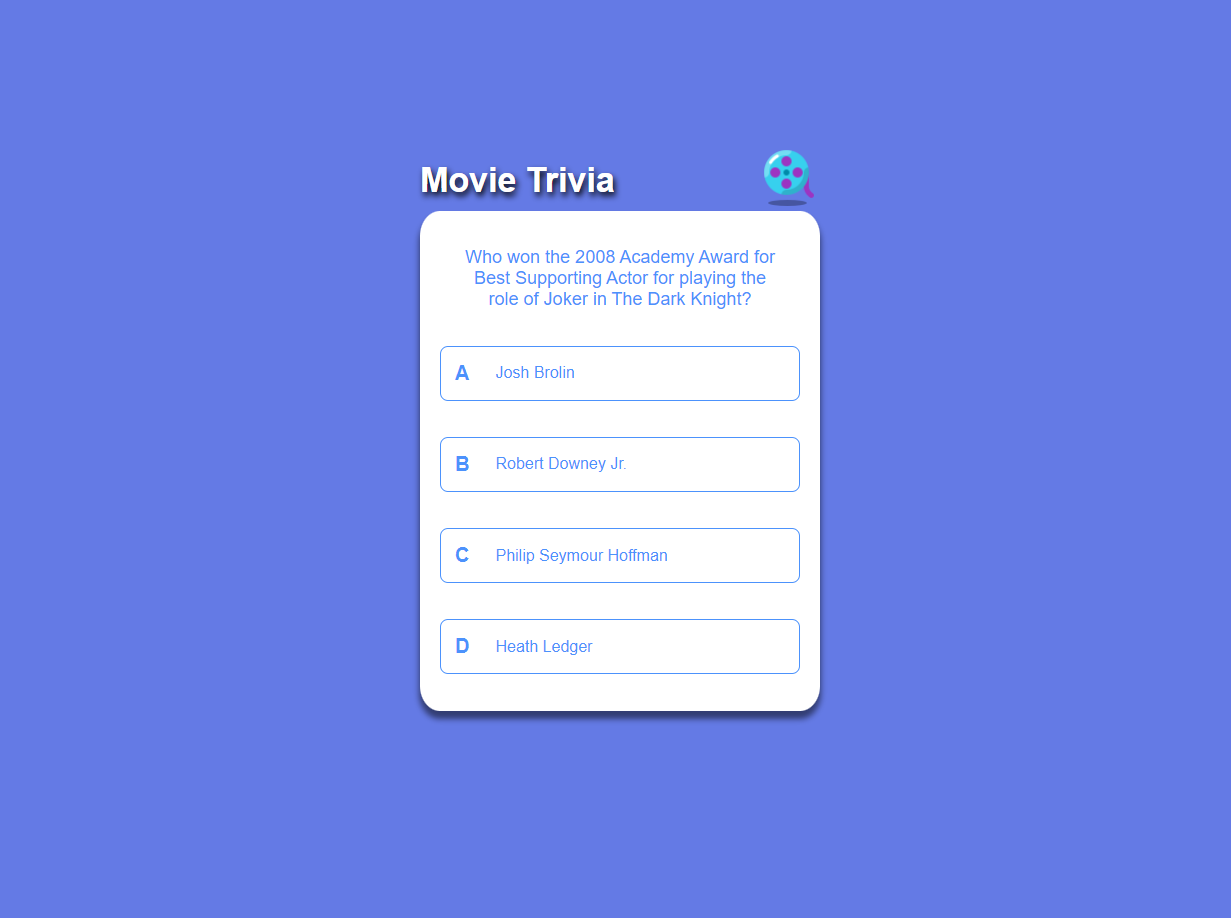 Movie Trivia
Who won the 2008 Academy Award for
Best Supporting Actor for playing the
role of Joker in The Dark Knight?
A Josh Brolin
B Robert Downey Jr.
C Philip Seymour Hoffman
D Heath Ledger